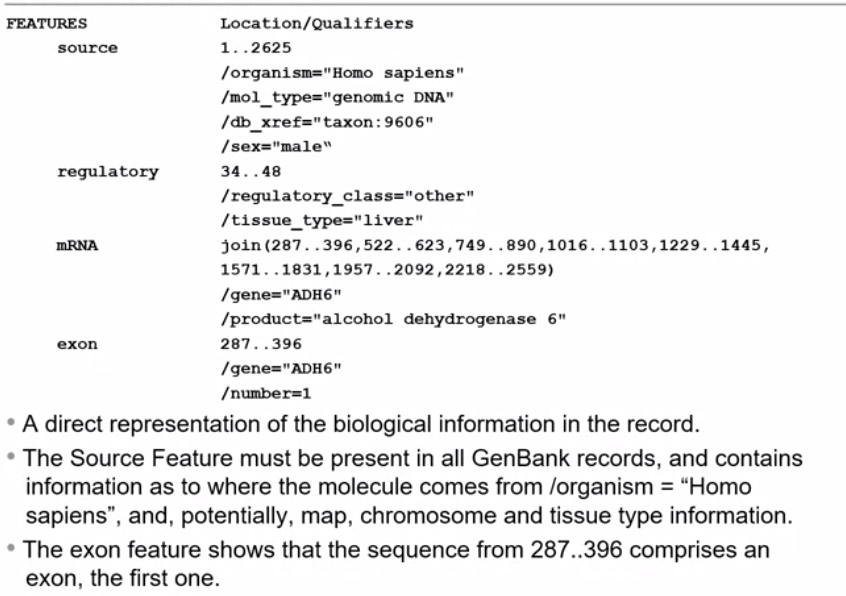 FEATURES Location/Qualifiers
source 1..2625
/organism="Homo sapiens"
/mol_type="genomic DNA"
/db_xref="taxon:9606"
/sex="male‟
regulatory 34..48
/regulatory_class="other"
/tissue_type="liver"
mRNA join(287..396,522..623,749..890,1016..1103,1229..1445,
1571..1831,1957..2092,2218..2559)
/gene="ADH6"
/product="alcohol dehydrogenase 6"
exon 287..396
/gene="ADH6"
/number=1
• A direct representation of the biological information in the record.
• The Source Feature must be present in all GenBank records, and contains
information as to where the molecule comes from /organism = “Homo
sapiens”, and, potentially, map, chromosome and tissue type information.
• The exon feature shows that the sequence from 287..396 comprises an
exon, the first one.